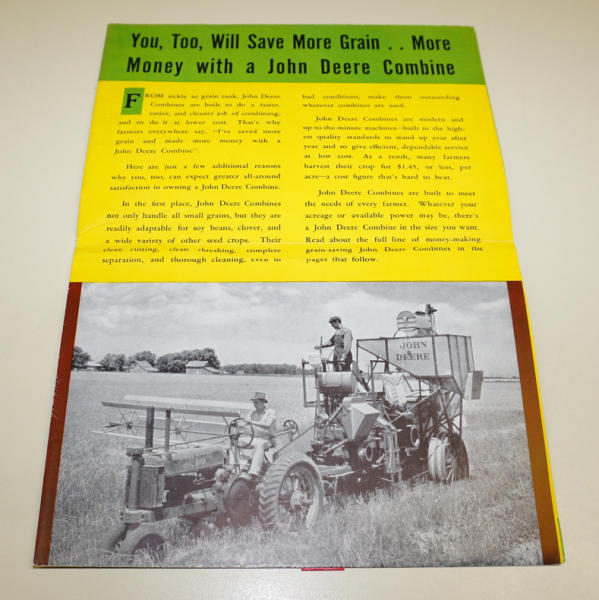 You, Too, Will Save More Grain . . More
Money with a John Deere Combine
FROM sickle to grain tank, John Deere
Combines are built to do a faster,
easier, and cleaner job of combining,
and to do it at lower cost. That's why
farmers everywhere say, "I've saved more
grain and made more money with a
John Deere Combine".
Here are just a few additional reasons
why you, too, can expect greater all-around
satisfaction in owning a John Deere Combine.
In the first place, John Deere Combines
not only handle all small grains, but they are
readily adaptable for soy beans, clover, and
a wide variety of other seed crops. Their
clean cutting, clean threshing, complete
separation, and thorough cleaning, even in
bad conditions, make them outstanding
wherever combines are used.
John Deere Combines are modern and
up-to-the-minute machines—built to the high-
est quality standards to stand up year after
year and to give efficient, dependable service
at low cost. As a result, many farmers
harvest their crop for $1.45, or less, per
acre—a cost figure that's hard to beat.
John Deere Combines are built to meet
the needs of every farmer. Whatever your
acreage or available power may be, there's
a John Deere Combine in the size you want.
Read about the full line of money-making
grain-saving John Deere Combines in the
pages that follow.
JOHN
DEERE